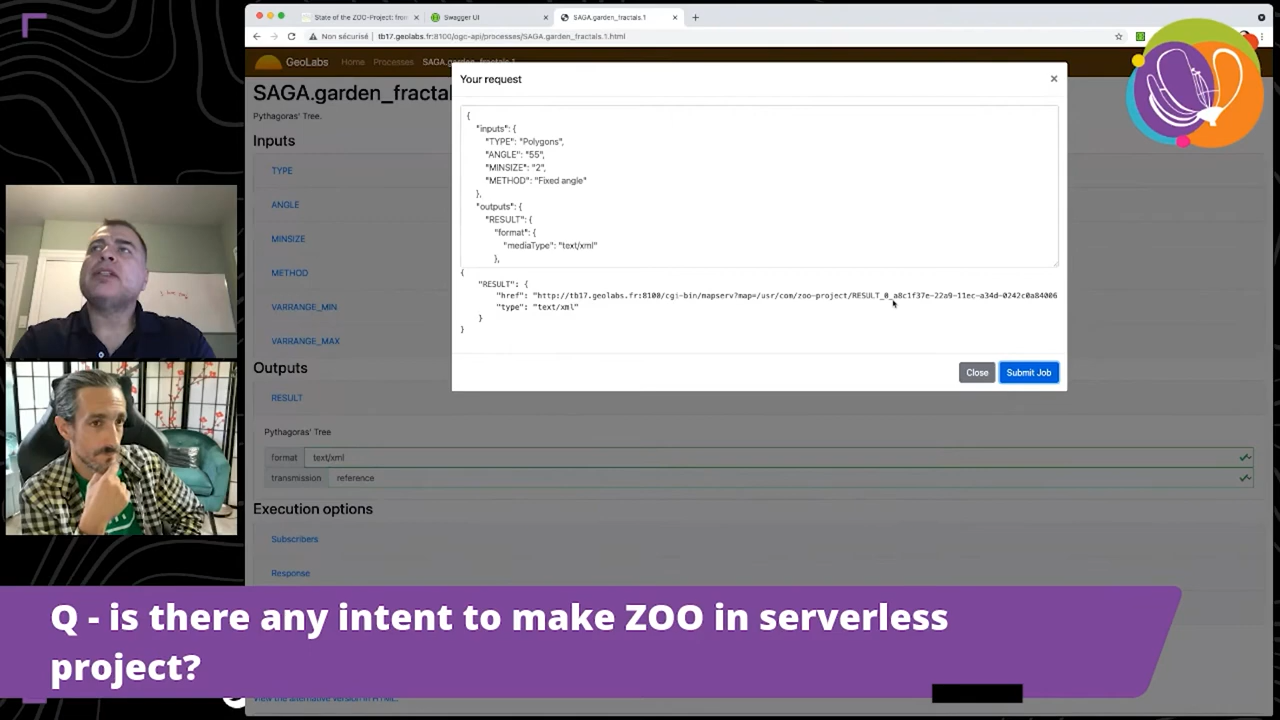 State of the ZOO-Project: from
Swagger UI
SAGA.garden_fractals.1
Non sécurisé | tb17.geolabs.fr:8100/ogc-api/processes/SAGA.garden_fractals.1.html
GeoLabs Home Processes SAGA.garden_fractals.1
SAGA.garden_fractal
Pythagoras' Tree.
Inputs
TYPE
ANGLE
MINSIZE
METHOD
VARRANGE_MIN
VARRANGE_MAX
Outputs
RESULT
Pythagoras' Tree
format text/xml
transmission reference
Execution options
Subscribers
Response
Your request
{
"inputs": {
"TYPE": "Polygons",
"ANGLE": "55",
"MINSIZE": "2",
"METHOD": "Fixed angle"
},
"outputs": {
"RESULT": {
"format": {
"mediaType": "text/xml"
},
{
"RESULT": {
"href": "http://tb17.geolabs.fr:8100/cgi-bin/mapserv?map=/usr/com/zoo-project/RESULT_0_a8c1f37e-22a9-11ec-a34d-0242c0a84006
"type": "text/xml"
}
}
Close
Submit Job
Q - is there any intent to make ZOO in serverless
project?